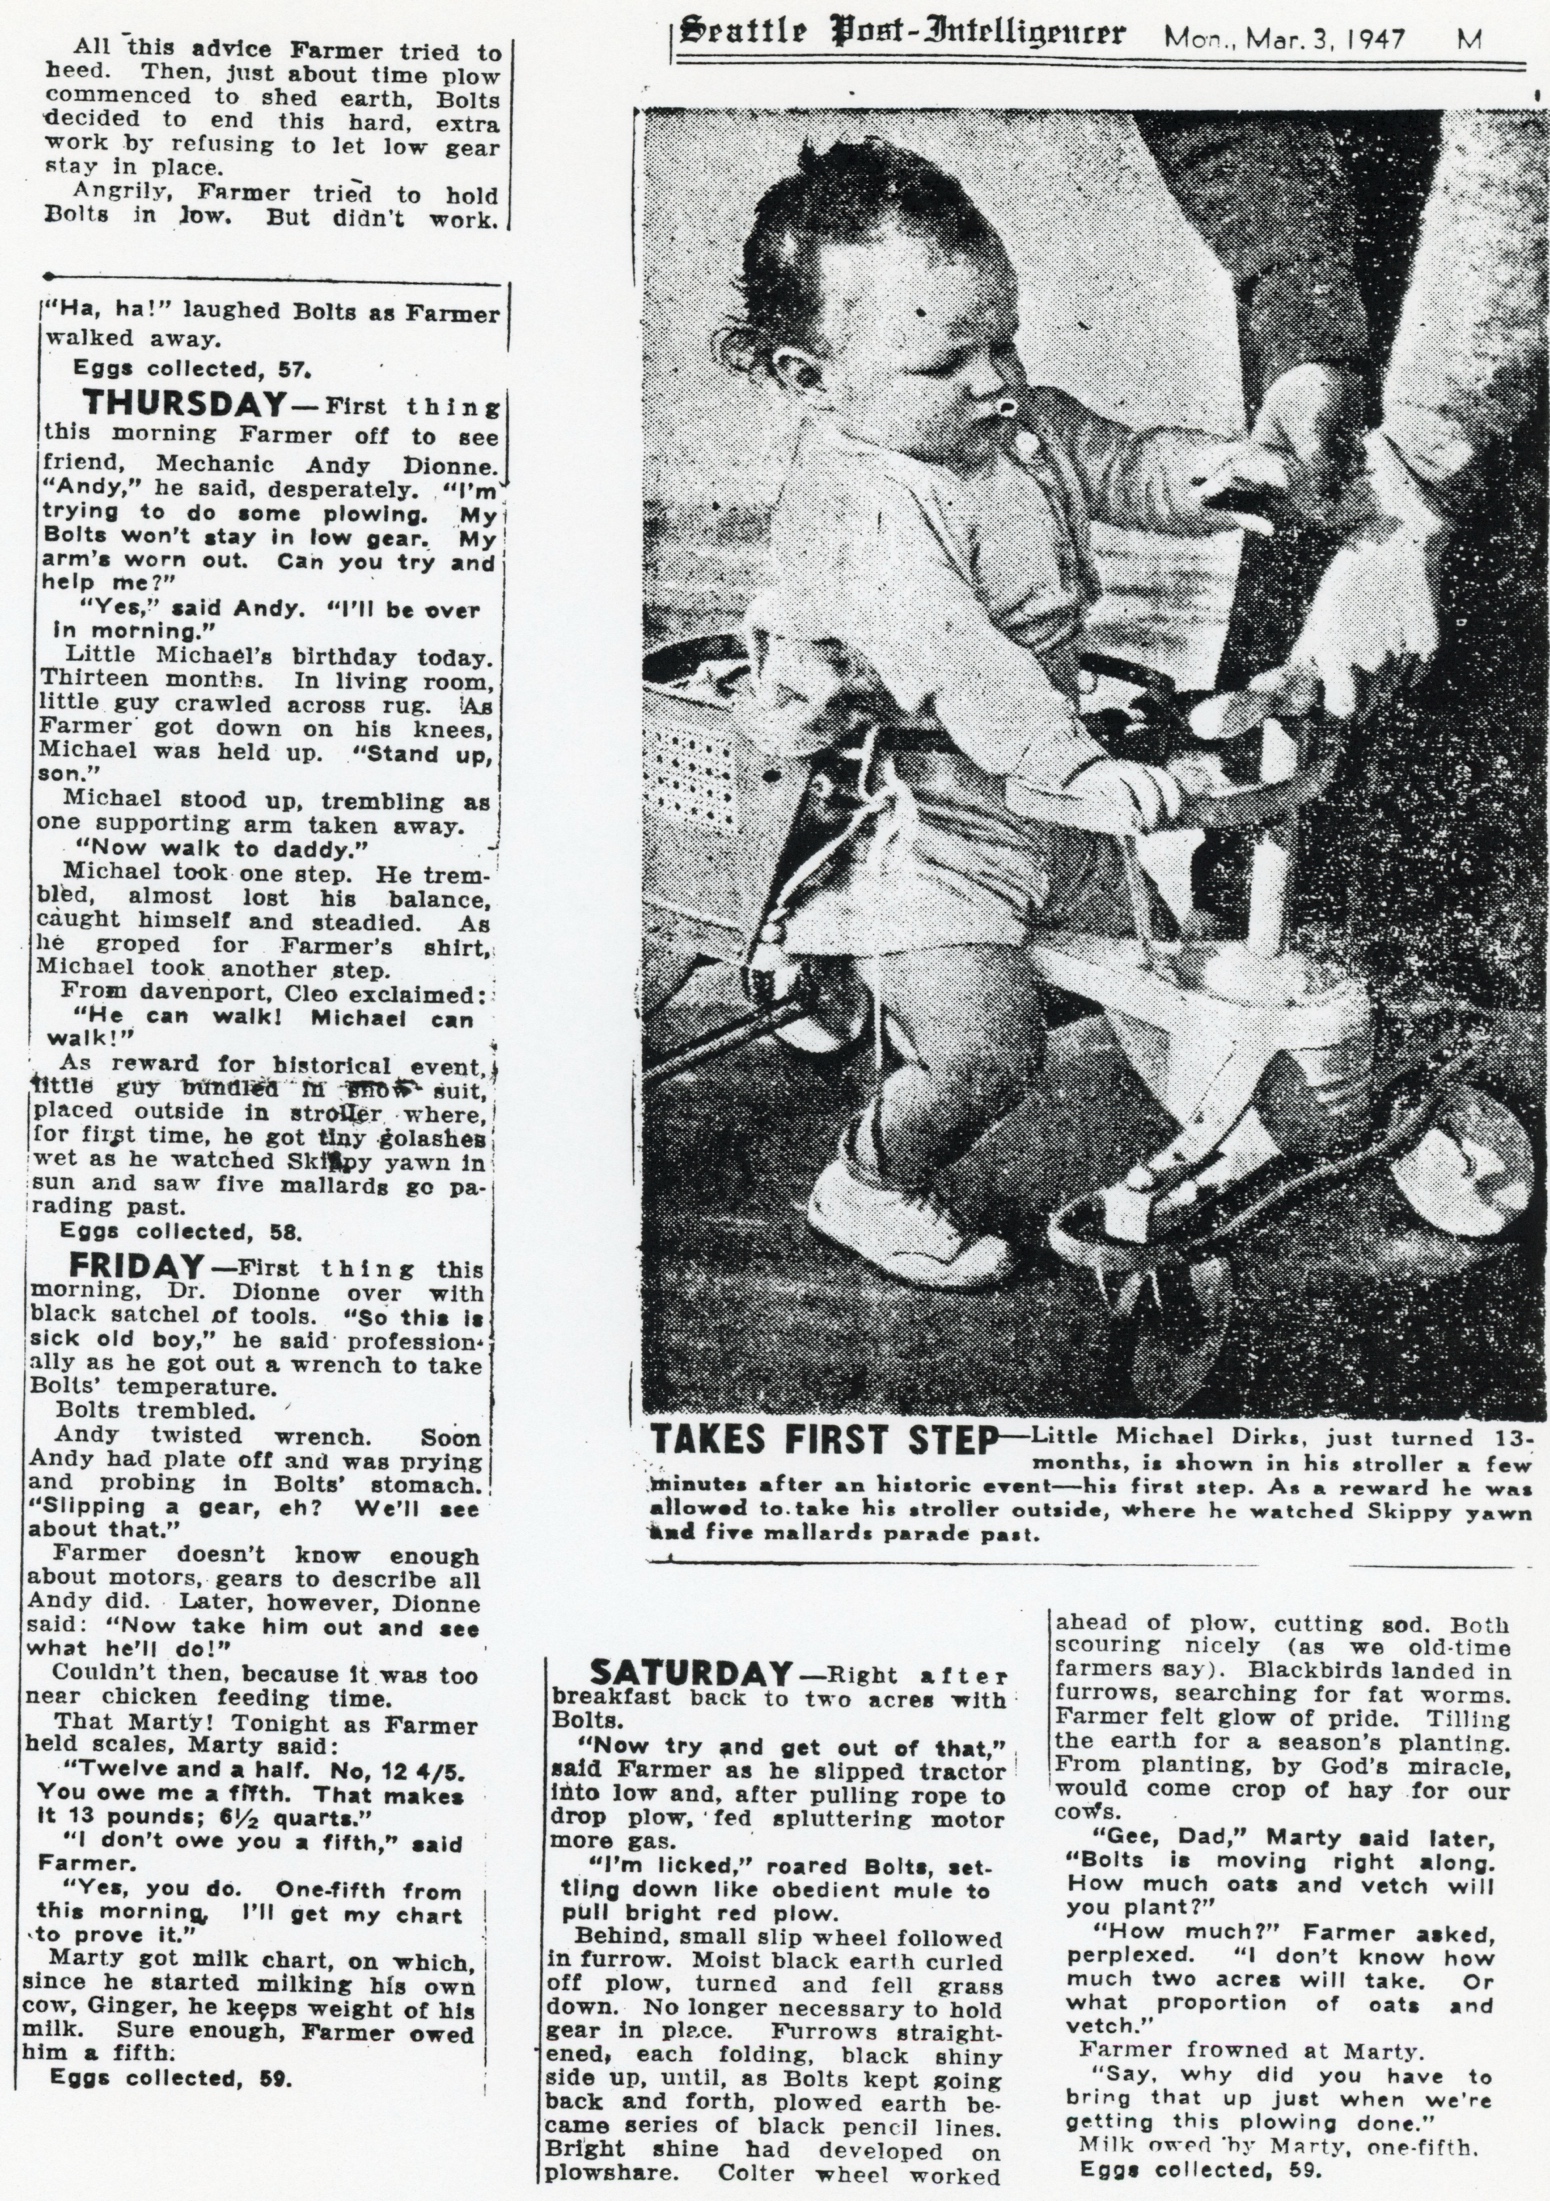 Seattle Post-Intelligencer Mon., Mar. 3, 1947 M
All this advice Farmer tried to
heed. Then, just about time plow
commenced to shed earth, Bolts
decided to end this hard, extra
work by refusing to let low gear
stay in place.
Angrily, Farmer tried to hold
Bolts in low. But didn't work.
"Ha, ha!" laughed Bolts as Farmer
walked away.
Eggs collected, 57.
THURSDAY—First thing
this morning Farmer off to see
friend, Mechanic Andy Dionne.
"Andy," he said, desperately. "I'm
trying to do some plowing. My
Bolts won't stay in low gear. My
arm's worn out. Can you try and
help me?"
"Yes," said Andy. "I'll be over
in morning."
Little Michael's birthday today.
Thirteen months. In living room,
little guy crawled across rug. As
Farmer got down on his knees,
Michael was held up. "Stand up,
son."
Michael stood up, trembling as
one supporting arm taken away.
"Now walk to daddy."
Michael took one step. He trem-
bled, almost lost his balance,
caught himself and steadied. As
he groped for Farmer's shirt,
Michael took another step.
From davenport, Cleo exclaimed:
"He can walk! Michael can
walk!"
As reward for historical event,
little guy bundled in snow suit,
placed outside in stroller where,
for first time, he got tiny golashes
wet as he watched Skippy yawn in
sun and saw five mallards go pa-
rading past.
Eggs collected, 58.
FRIDAY—First thing this
morning, Dr. Dionne over with
black satchel of tools. "So this is
sick old boy," he said profession-
ally as he got out a wrench to take
Bolts' temperature.
Bolts trembled.
Andy twisted wrench. Soon
Andy had plate off and was prying
and probing in Bolts' stomach.
"Slipping a gear, eh? We'll see
about that."
Farmer doesn't know enough
about motors, gears to describe all
Andy did. Later, however, Dionne
said: "Now take him out and see
what he'll do!"
Couldn't then, because it was too
near chicken feeding time.
That Marty! Tonight as Farmer
held scales, Marty said:
"Twelve and a half. No, 12 4/5.
You owe me a fifth. That makes
it 13 pounds; 6½ quarts."
"I don't owe you a fifth," said
Farmer.
"Yes, you do. One-fifth from
this morning, I'll get my chart
to prove it."
Marty got milk chart, on which,
since he started milking his own
cow, Ginger, he keeps weight of his
milk. Sure enough, Farmer owed
him a fifth.
Eggs collected, 59.
TAKES FIRST STEP—Little Michael Dirks, just turned 13-
months, is shown in his stroller a few
minutes after an historic event—his first step. As a reward he was
allowed to take his stroller outside, where he watched Skippy yawn
and five mallards parade past.
SATURDAY—Right after
breakfast back to two acres with
Bolts.
"Now try and get out of that,"
said Farmer as he slipped tractor
into low and, after pulling rope to
drop plow, fed spluttering motor
more gas.
"I'm licked," roared Bolts, set-
tling down like obedient mule to
pull bright red plow.
Behind, small slip wheel followed
in furrow. Moist black earth curled
off plow, turned and fell grass
down. No longer necessary to hold
gear in place. Furrows straight-
ened, each folding, black shiny
side up, until, as Bolts kept going
back and forth, plowed earth be-
came series of black pencil lines.
Bright shine had developed on
plowshare. Colter wheel worked
ahead of plow, cutting sod. Both
scouring nicely (as we old-time
farmers say). Blackbirds landed in
furrows, searching for fat worms.
Farmer felt glow of pride. Tilling
the earth for a season's planting.
From planting, by God's miracle,
would come crop of hay for our
cows.
"Gee, Dad," Marty said later,
"Bolts is moving right along.
How much oats and vetch will
you plant?"
"How much?" Farmer asked,
perplexed. "I don't know how
much two acres will take. Or
what proportion of oats and
vetch."
Farmer frowned at Marty.
"Say, why did you have to
bring that up just when we're
getting this plowing done."
Milk owed by Marty, one-fifth.
Eggs collected, 59.